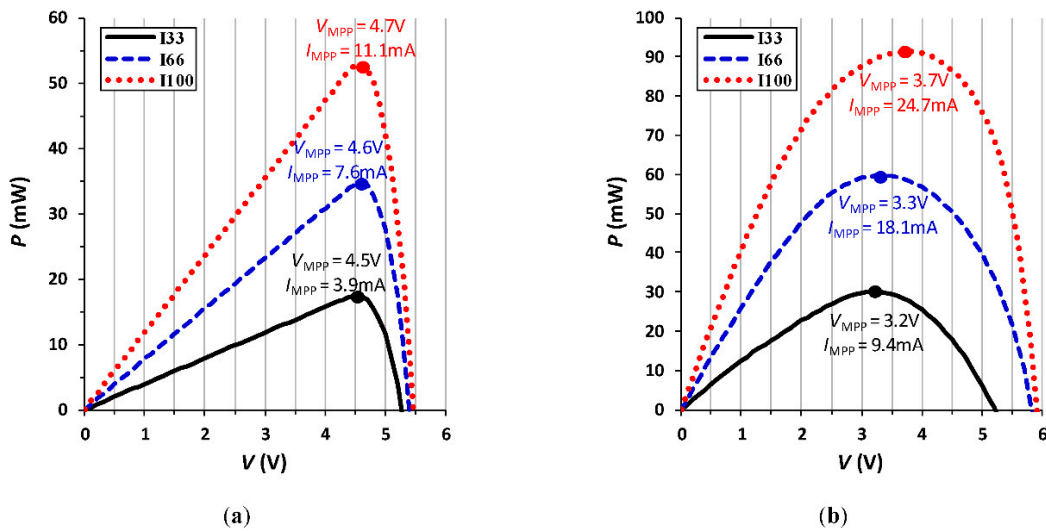 60
50
40
30
20
10
0
P (mW)
I33
I66
I100
VMPP = 4.7V
IMPP = 11.1mA
VMPP = 4.6V
IMPP = 7.6mA
VMPP = 4.5V
IMPP = 3.9mA
0 1 2 3 4 5 6
V (V)
(a)
100
90
80
70
60
50
40
30
20
10
0
P (mW)
I33
I66
I100
VMPP = 3.7V
IMPP = 24.7mA
VMPP = 3.3V
IMPP = 18.1mA
VMPP = 3.2V
IMPP = 9.4mA
0 1 2 3 4 5 6
V (V)
(b)